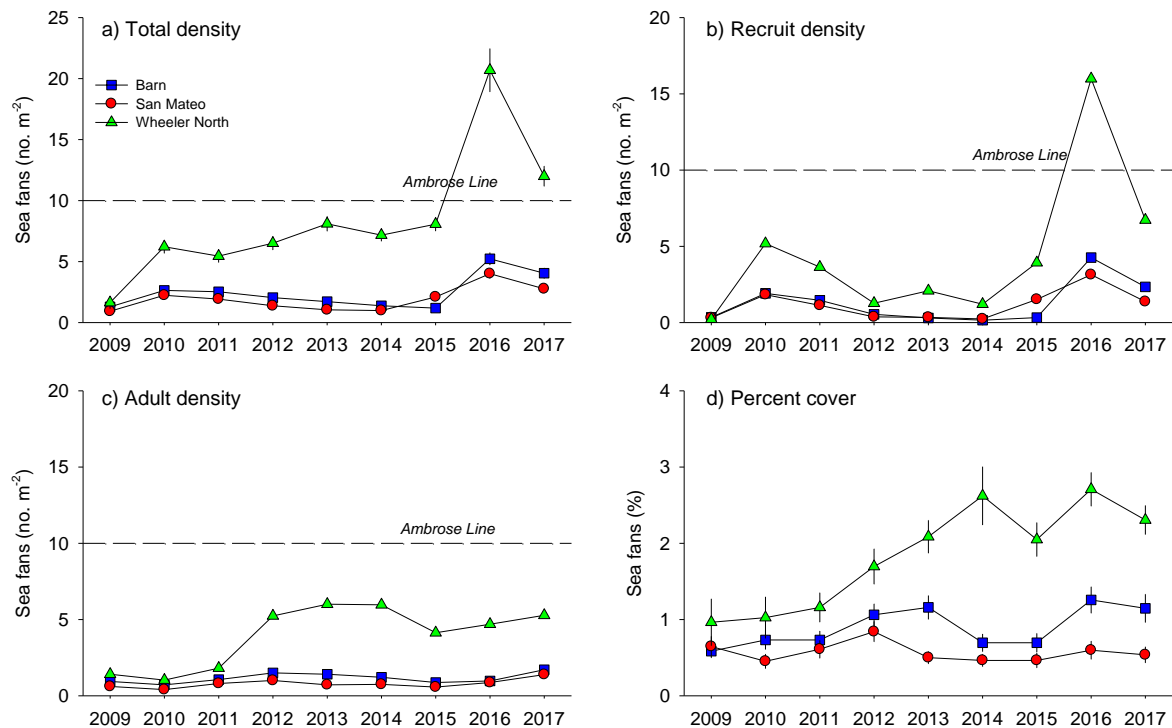 a) Total density
Sea fans (no. m-2)
25
20
15
10
5
0
Barn
San Mateo
Wheeler North
Ambrose Line
2009 2010 2011 2012 2013 2014 2015 2016 2017
b) Recruit density
Sea fans (no. m-2)
20
15
10
5
0
Ambrose Line
2009 2010 2011 2012 2013 2014 2015 2016 2017
c) Adult density
Sea fans (no. m-2)
20
15
10
5
0
Ambrose Line
2009 2010 2011 2012 2013 2014 2015 2016 2017
d) Percent cover
Sea fans (%)
4
3
2
1
0
2009 2010 2011 2012 2013 2014 2015 2016 2017